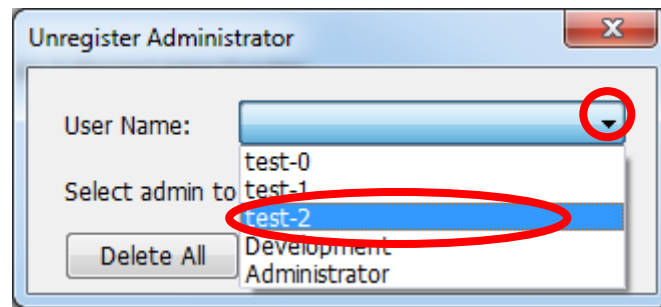 Unregister Administrator
User Name:
test-0
Select admin to test-1
test-2
Delete All
Development
Administrator